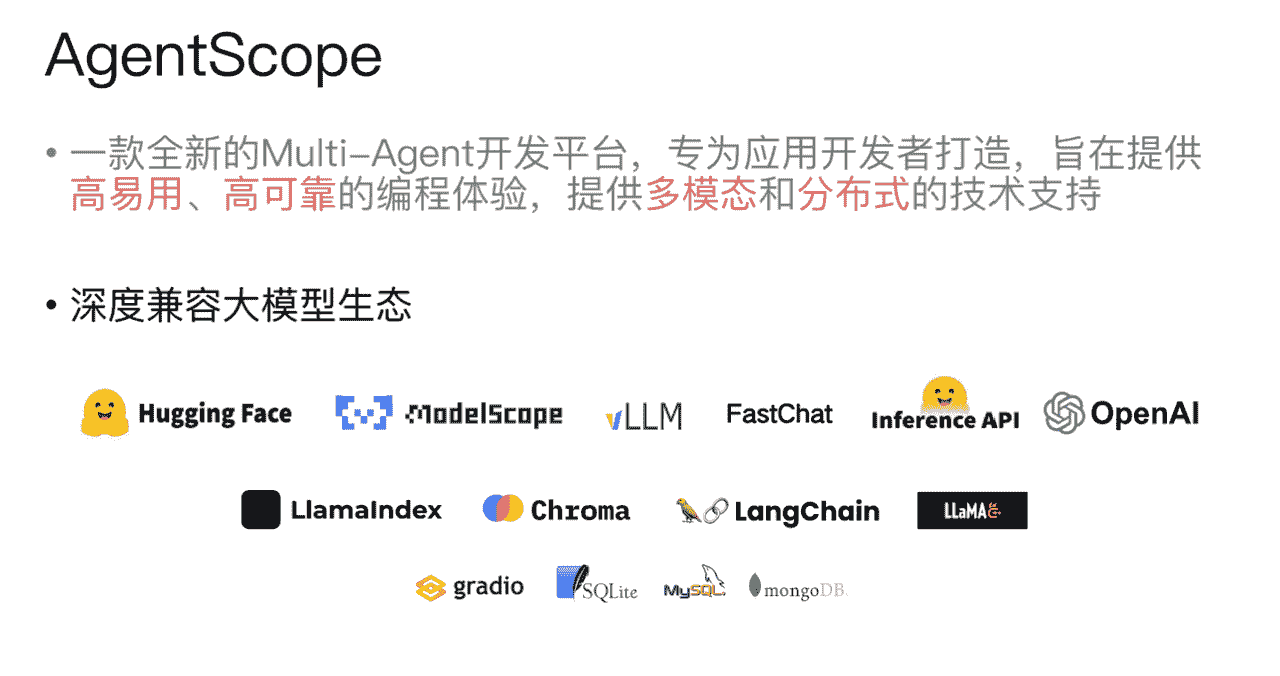 AgentScope
• 一款全新的Multi-Agent开发平台，专为应用开发者打造，旨在提供
高易用、高可靠的编程体验，提供多模态和分布式的技术支持
• 深度兼容大模型生态
Hugging Face ModelScope vLLM FastChat Inference API OpenAI
LlamaIndex Chroma LangChain LLaMA
gradio SQLite MySQL mongoDB